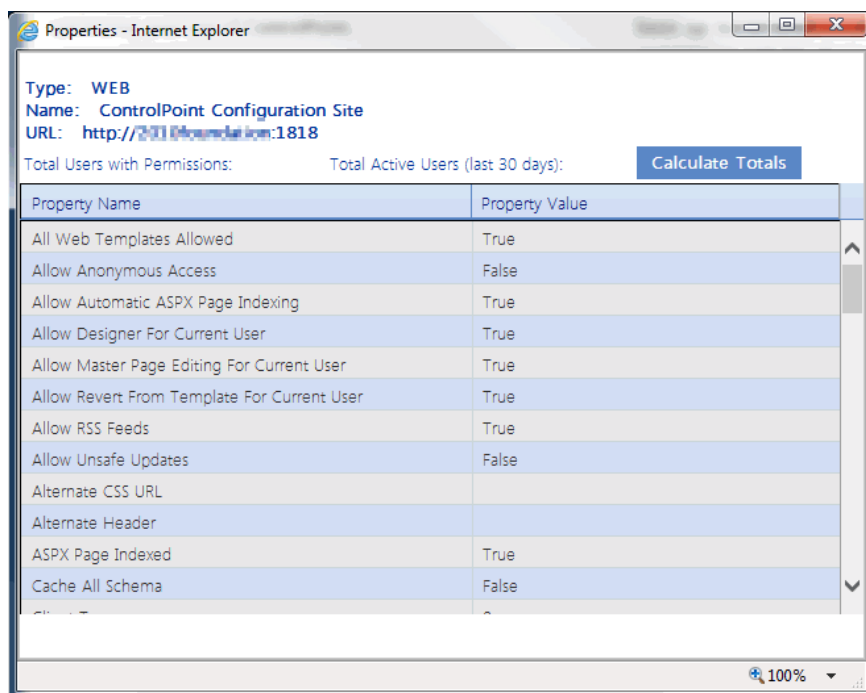 Properties - Internet Explorer
Type: WEB
Name: ControlPoint Configuration Site
URL: http:// :1818
Total Users with Permissions: Total Active Users (last 30 days): Calculate Totals
Property Name Property Value
All Web Templates Allowed True
Allow Anonymous Access False
Allow Automatic ASPX Page Indexing True
Allow Designer For Current User True
Allow Master Page Editing For Current User True
Allow Revert From Template For Current User True
Allow RSS Feeds True
Allow Unsafe Updates False
Alternate CSS URL
Alternate Header
ASPX Page Indexed True
Cache All Schema False
100%